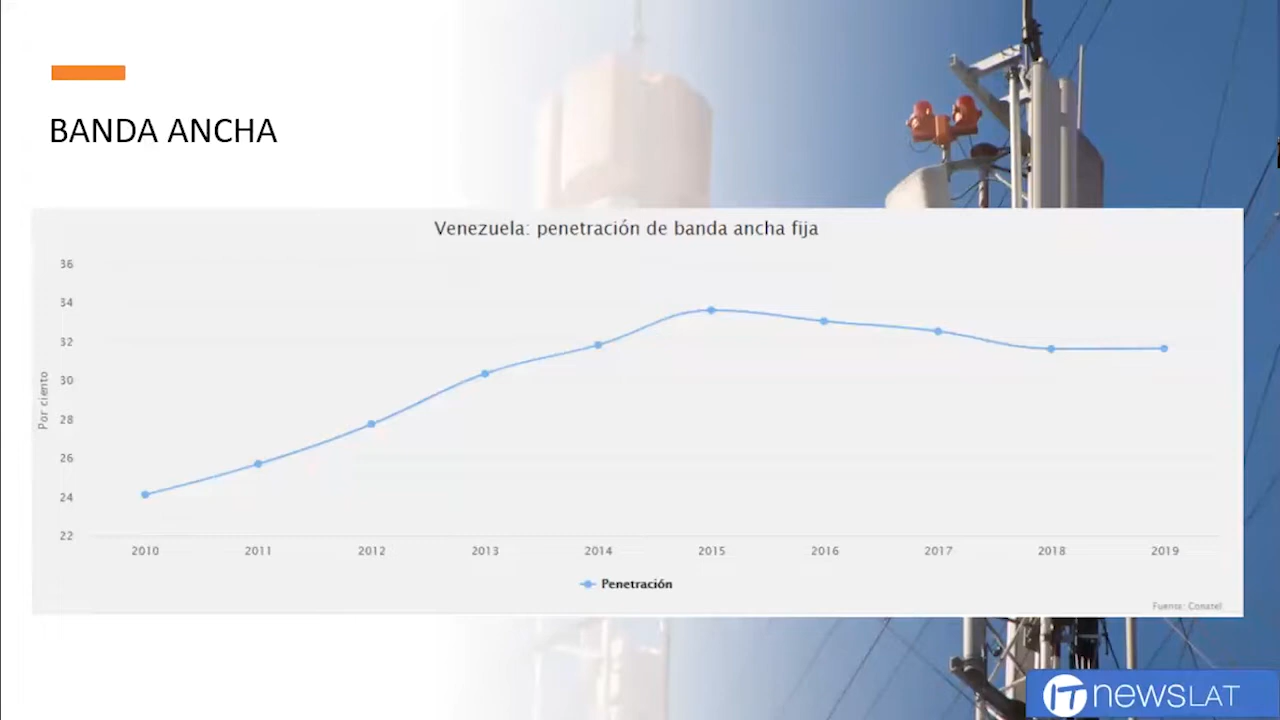 BANDA ANCHA
Venezuela: penetración de banda ancha fija
36
34
32
30
28
26
24
22
Por ciento
2010 2011 2012 2013 2014 2015 2016 2017 2018 2019
Penetración
Fuente: Conatel
IT NEWSLAT